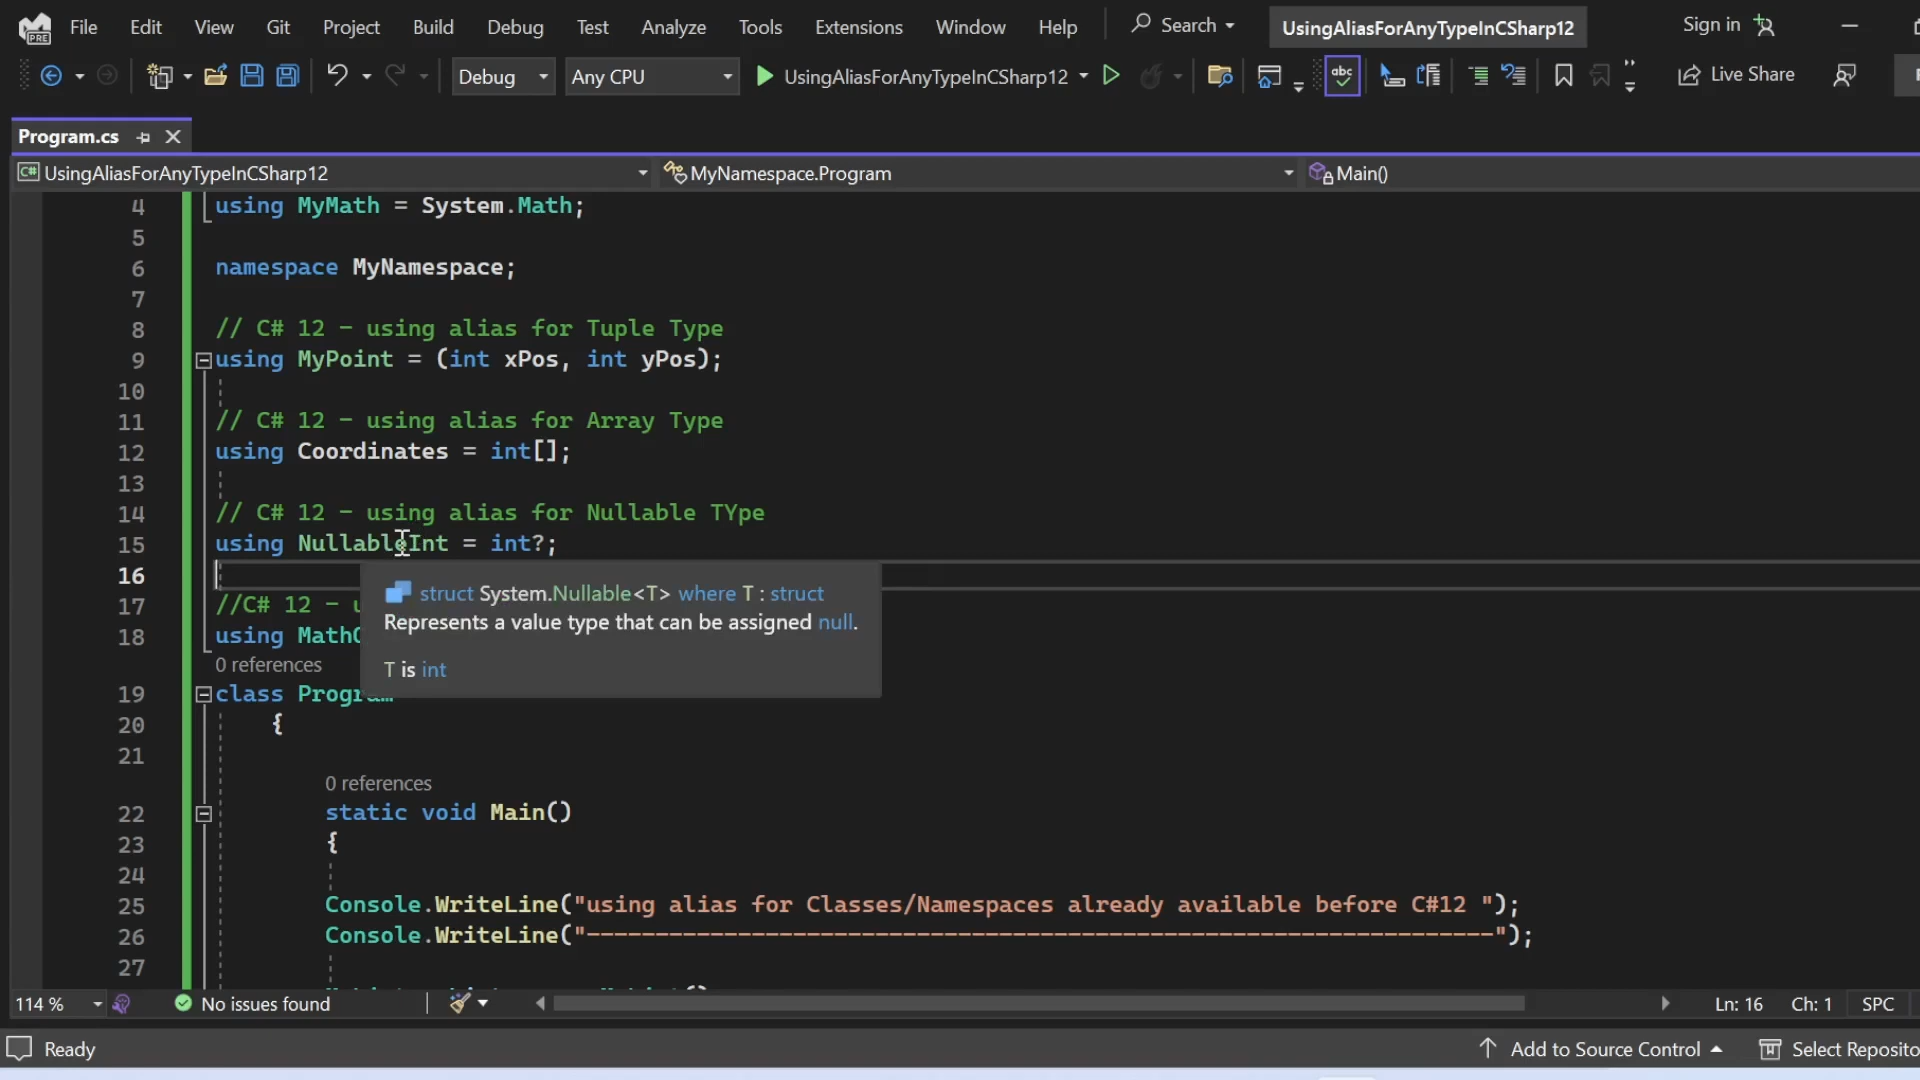 File Edit View Git Project Build Debug Test Analyze Tools Extensions Window Help Search UsingAliasForAnyTypeInCSharp12 Sign in
PRE
Debug Any CPU UsingAliasForAnyTypeInCSharp12 abc Live Share
Program.cs
C# UsingAliasForAnyTypeInCSharp12 MyNamespace.Program Main()
4 using MyMath = System.Math;
5
6 namespace MyNamespace;
7
8 // C# 12 - using alias for Tuple Type
9 using MyPoint = (int xPos, int yPos);
10
11 // C# 12 - using alias for Array Type
12 using Coordinates = int[];
13
14 // C# 12 - using alias for Nullable TYpe
15 using NullableInt = int?;
16
struct System.Nullable<T> where T : struct
Represents a value type that can be assigned null.
T is int
17 //C# 12 - u
18 using MathO
0 references
19 class Program
20 {
21
0 references
22 static void Main()
23 {
24
25 Console.WriteLine("using alias for Classes/Namespaces already available before C#12 ");
26 Console.WriteLine("------------------------------------------------------------------");
27
114 % No issues found Ln: 16 Ch: 1 SPC
Ready Add to Source Control Select Reposito